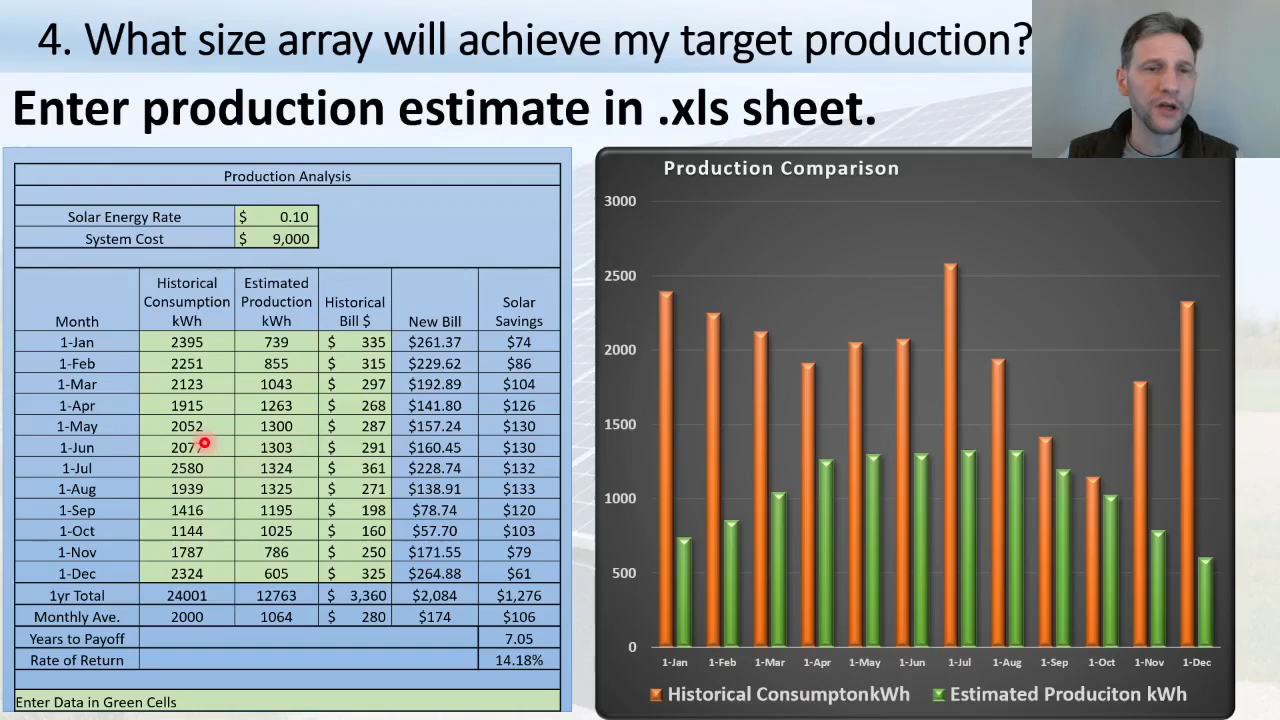 4. What size array will achieve my target production?
Enter production estimate in .xls sheet.
Production Analysis
Solar Energy Rate $ 0.10
System Cost $ 9,000
Month Historical Consumption kWh Estimated Production kWh Historical Bill $ New Bill Solar Savings
1-Jan 2395 739 $ 335 $261.37 $74
1-Feb 2251 855 $ 315 $229.62 $86
1-Mar 2123 1043 $ 297 $192.89 $104
1-Apr 1915 1263 $ 268 $141.80 $126
1-May 2052 1300 $ 287 $157.24 $130
1-Jun 2077 1303 $ 291 $160.45 $130
1-Jul 2580 1324 $ 361 $228.74 $132
1-Aug 1939 1325 $ 271 $138.91 $133
1-Sep 1416 1195 $ 198 $78.74 $120
1-Oct 1144 1025 $ 160 $57.70 $103
1-Nov 1787 786 $ 250 $171.55 $79
1-Dec 2324 605 $ 325 $264.88 $61
1yr Total 24001 12763 $ 3,360 $2,084 $1,276
Monthly Ave. 2000 1064 $ 280 $174 $106
Years to Payoff 7.05
Rate of Return 14.18%
Enter Data in Green Cells
Production Comparison
3000
2500
2000
1500
1000
500
0
1-Jan 1-Feb 1-Mar 1-Apr 1-May 1-Jun 1-Jul 1-Aug 1-Sep 1-Oct 1-Nov 1-Dec
Historical ConsumptonkWh Estimated Produciton kWh